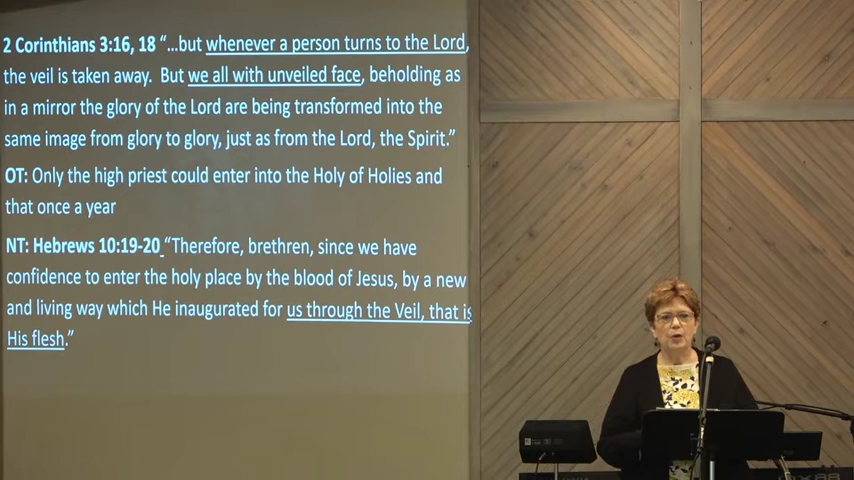 2 Corinthians 3:16, 18 “…but whenever a person turns to the Lord,
the veil is taken away. But we all with unveiled face, beholding as
in a mirror the glory of the Lord are being transformed into the
same image from glory to glory, just as from the Lord, the Spirit.”
OT: Only the high priest could enter into the Holy of Holies and
that once a year
NT: Hebrews 10:19-20 “Therefore, brethren, since we have
confidence to enter the holy place by the blood of Jesus, by a new
and living way which He inaugurated for us through the Veil, that is
His flesh.”